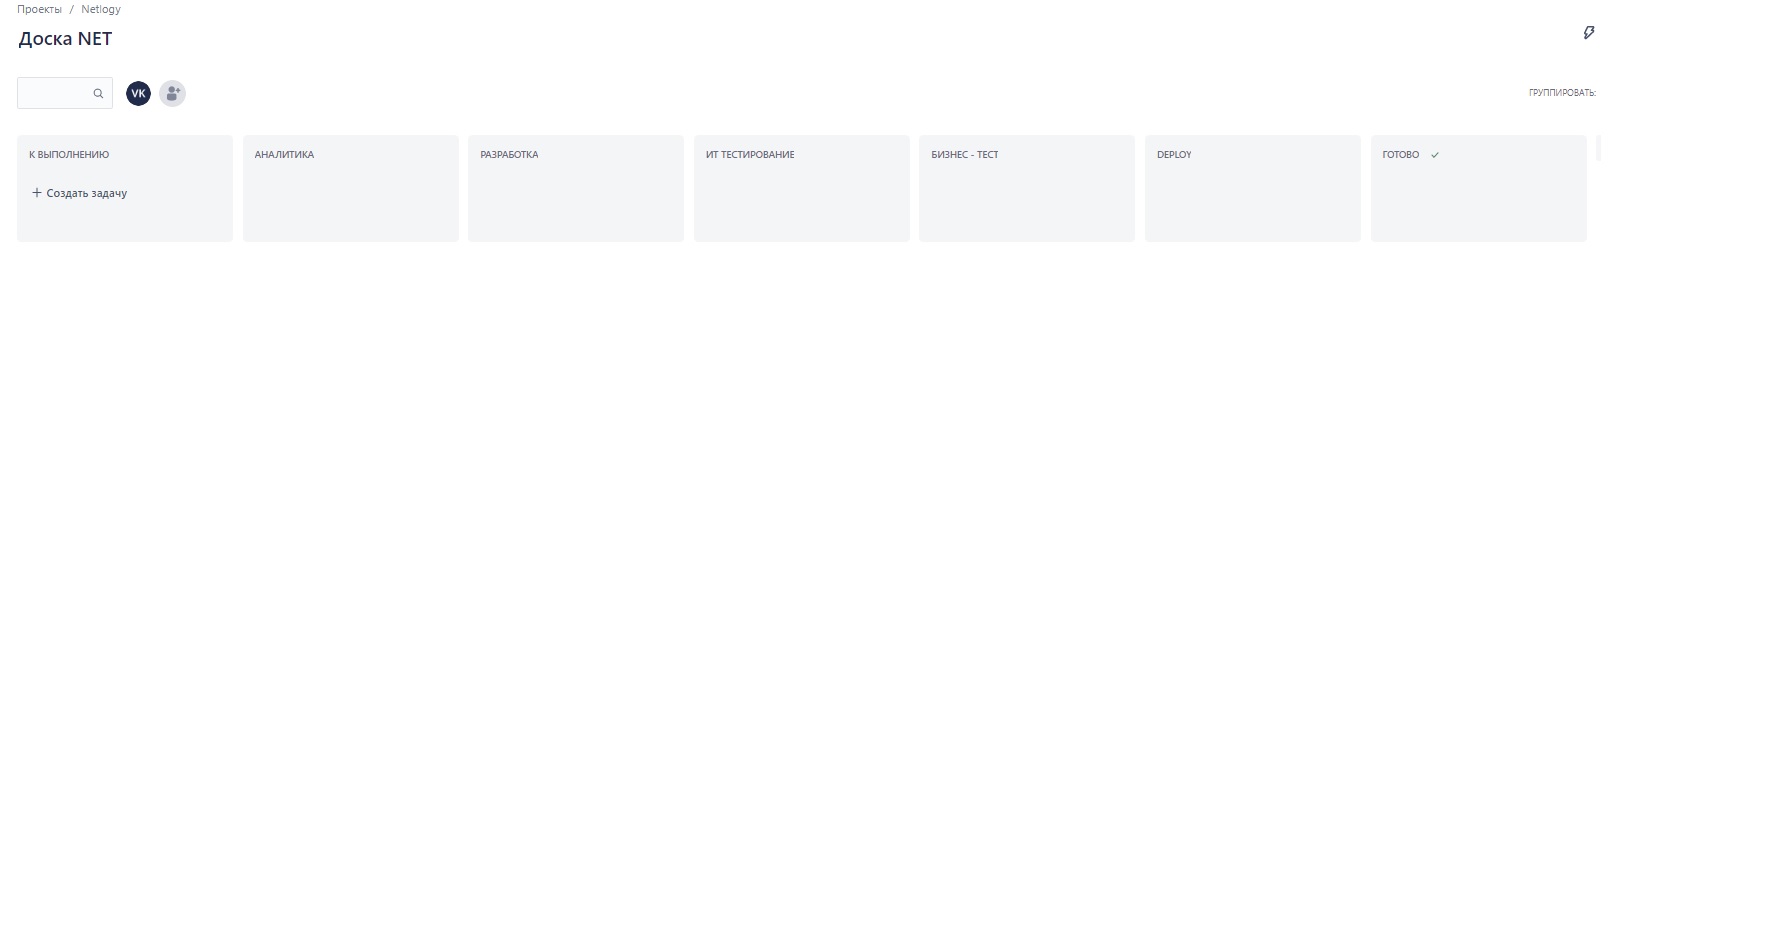 Проекты / Netlogy
Доска NET
VK
ГРУППИРОВАТЬ:
К ВЫПОЛНЕНИЮ
АНАЛИТИКА
РАЗРАБОТКА
ИТ ТЕСТИРОВАНИЕ
БИЗНЕС - ТЕСТ
DEPLOY
ГОТОВО
+ Создать задачу